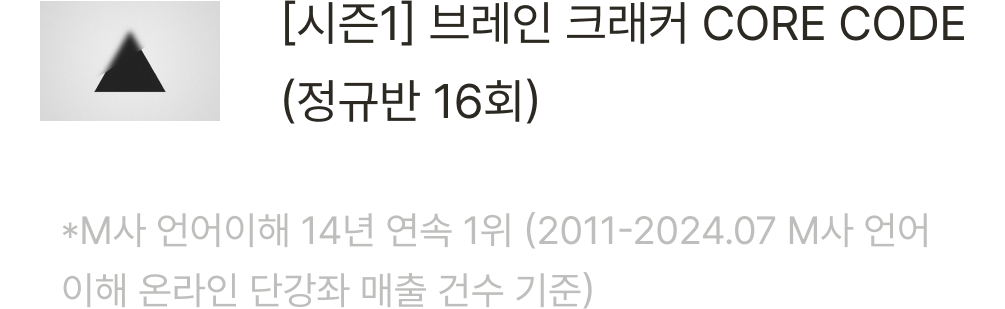 [시즌1] 브레인 크래커 CORE CODE
(정규반 16회)
*M사 언어이해 14년 연속 1위 (2011-2024.07 M사 언어
이해 온라인 단강좌 매출 건수 기준)